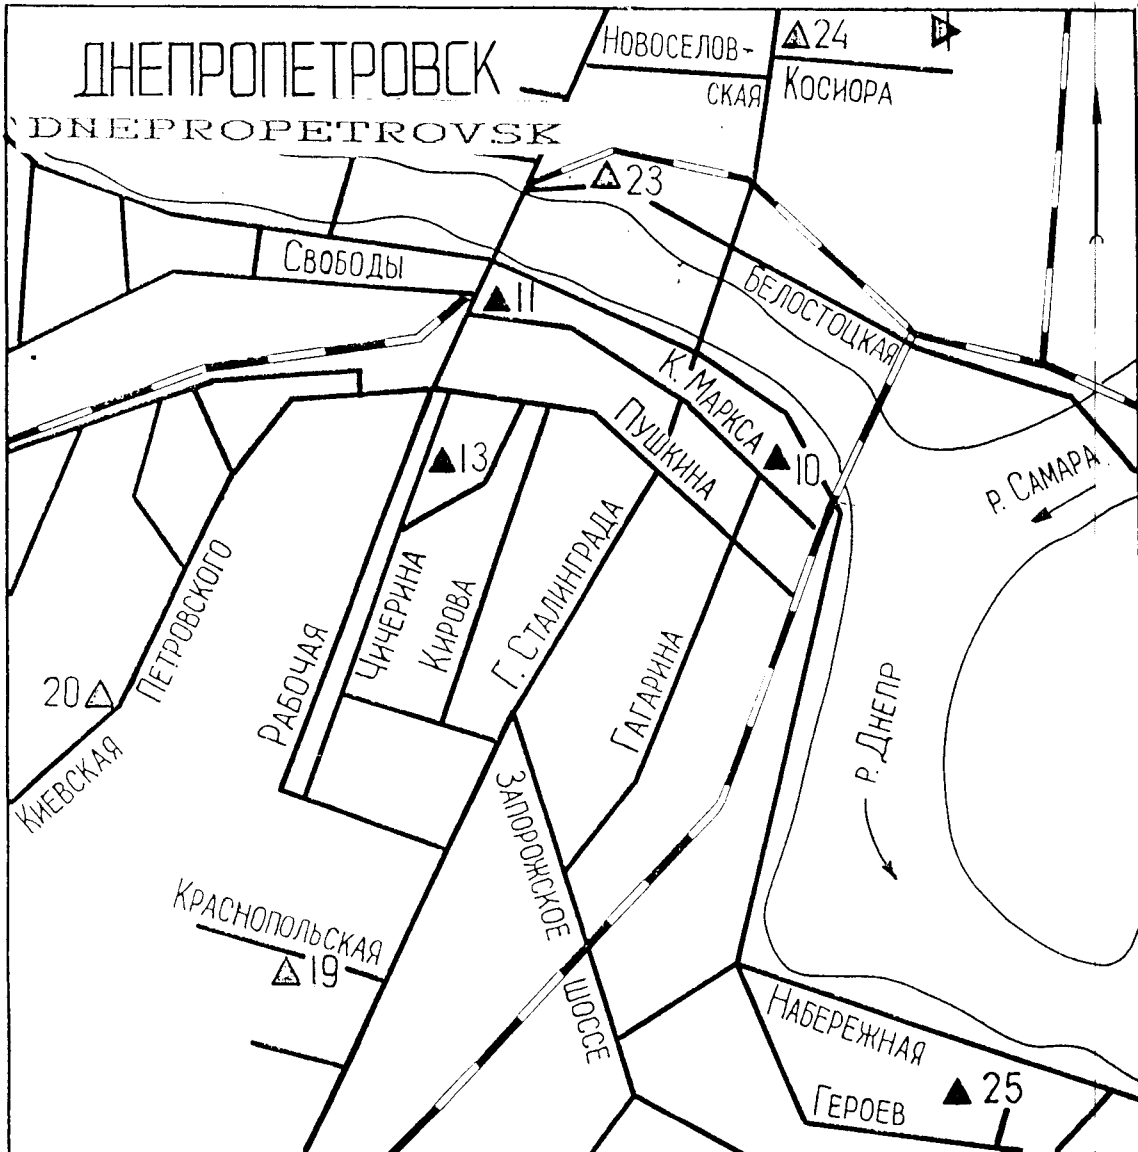 ДНЕПРОПЕТРОВСК
DNEPROPETROVSK
НОВОСЕЛОВ-
СКАЯ
24
КОСИОРА
23
СВОБОДЫ
11
БЕЛОСТОЦКАЯ
К. МАРКСА
ПУШКИНА
10
13
Р. САМАРА
ПЕТРОВСКОГО
20
КИЕВСКАЯ
РАБОЧАЯ
ЧИЧЕРИНА
КИРОВА
Г. СТАЛИНГРАДА
ГАГАРИНА
Р. ДНЕПР
ЗАПОРОЖСКОЕ
ШОССЕ
КРАСНОПОЛЬСКАЯ
19
НАБЕРЕЖНАЯ
ГЕРОЕВ
25